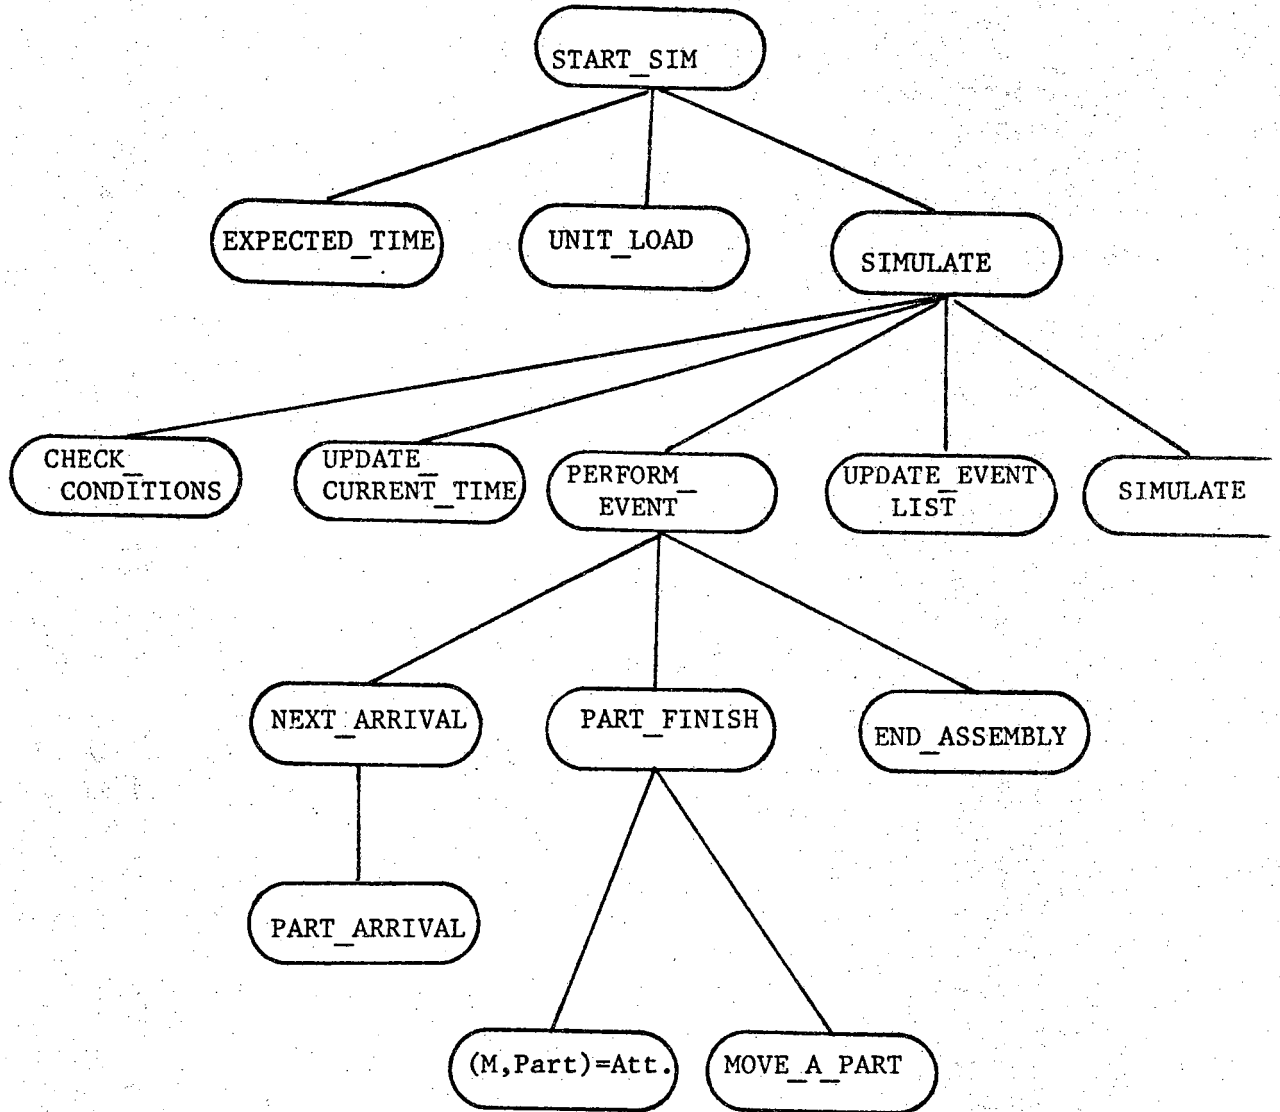 START_SIM
EXPECTED_TIME
UNIT_LOAD
SIMULATE
CHECK_
CONDITIONS
UPDATE_
CURRENT_TIME
PERFORM_
EVENT
UPDATE_EVENT
LIST
SIMULATE
NEXT_ARRIVAL
PART_FINISH
END_ASSEMBLY
PART_ARRIVAL
(M,Part)=Att.
MOVE_A_PART